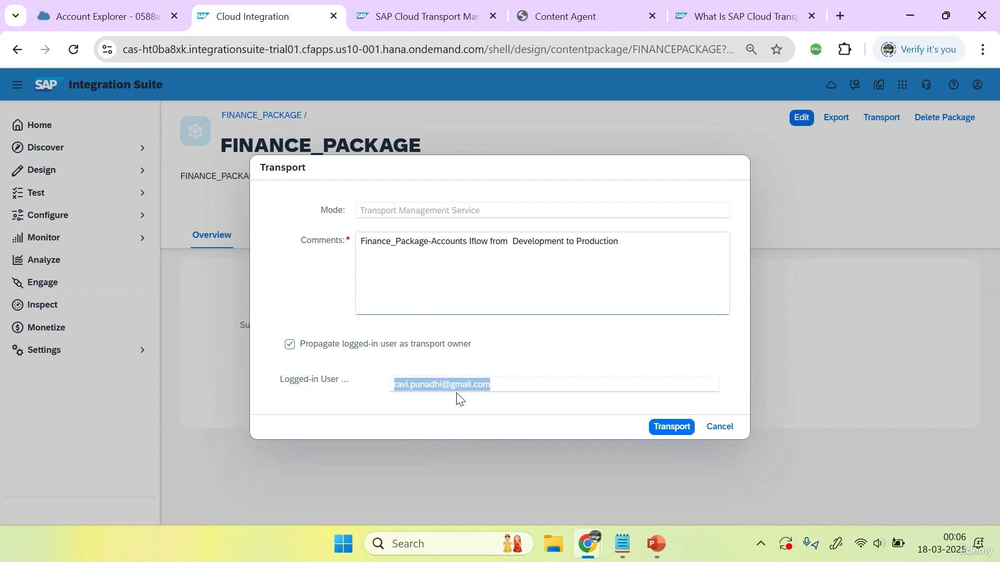 Account Explorer - 0588a
Cloud Integration
SAP Cloud Transport Mar
Content Agent
What Is SAP Cloud Transp
cas-ht0ba8xk.integrationsuite-trial01.cfapps.us10-001.hana.ondemand.com/shell/design/contentpackage/FINANCEPACKAGE?...
XML
Verify it's you
SAP Integration Suite
Home
Discover
Design
Test
Configure
Monitor
Analyze
Engage
Inspect
Monetize
Settings
FINANCE_PACKAGE /
Edit
Export
Transport
Delete Package
FINANCE_PACKAGE
FINANCE_PACKA
Overview
Su
Transport
Mode:
Transport Management Service
Comments:*
Finance_Package-Accounts Iflow from  Development to Production
Propagate logged-in user as transport owner
Logged-in User ...
ravi.punadhi@gmail.com
Transport
Cancel
Search
00:06
18-03-2025
udemy